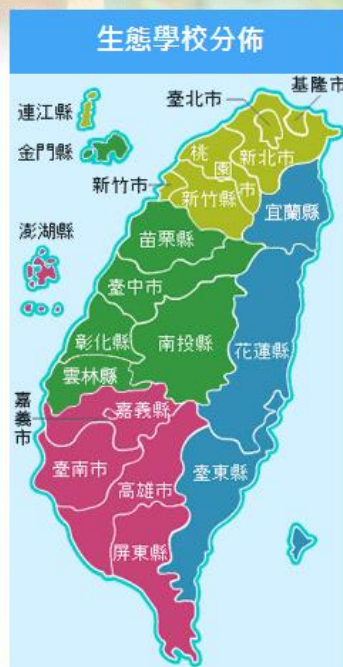 生態學校分佈
基隆市
臺北市
連江縣
金門縣
桃園市
新北市
新竹市
新竹縣
宜蘭縣
澎湖縣
苗栗縣
臺中市
彰化縣
南投縣
花蓮縣
雲林縣
嘉義市
嘉義縣
臺南市
高雄市
臺東縣
屏東縣